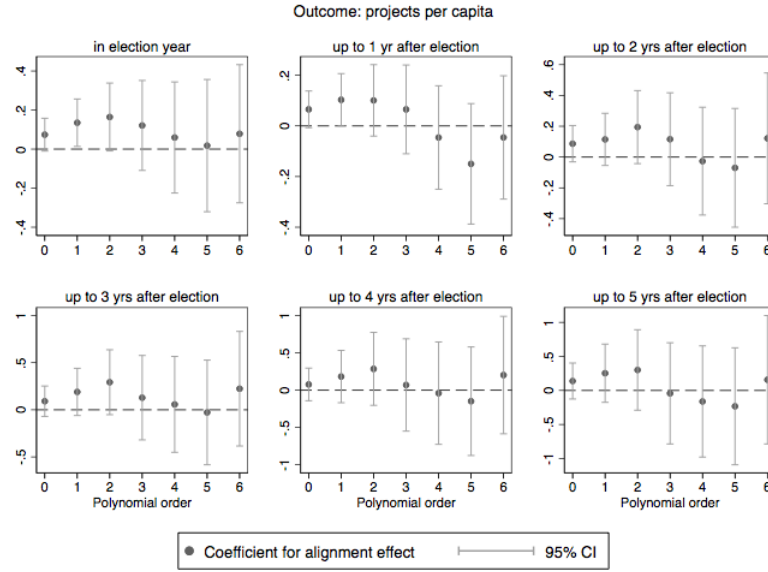 Outcome: projects per capita
in election year
up to 1 yr after election
up to 2 yrs after election
.4
.2
0
-.2
-.4
.2
0
-.2
-.4
.6
.4
.2
0
-.2
-.4
0 1 2 3 4 5 6
0 1 2 3 4 5 6
0 1 2 3 4 5 6
up to 3 yrs after election
up to 4 yrs after election
up to 5 yrs after election
1
.5
0
-.5
1
.5
0
-.5
-1
1
.5
0
-.5
-1
0 1 2 3 4 5 6
0 1 2 3 4 5 6
0 1 2 3 4 5 6
Polynomial order
Polynomial order
Polynomial order
Coefficient for alignment effect
95% CI